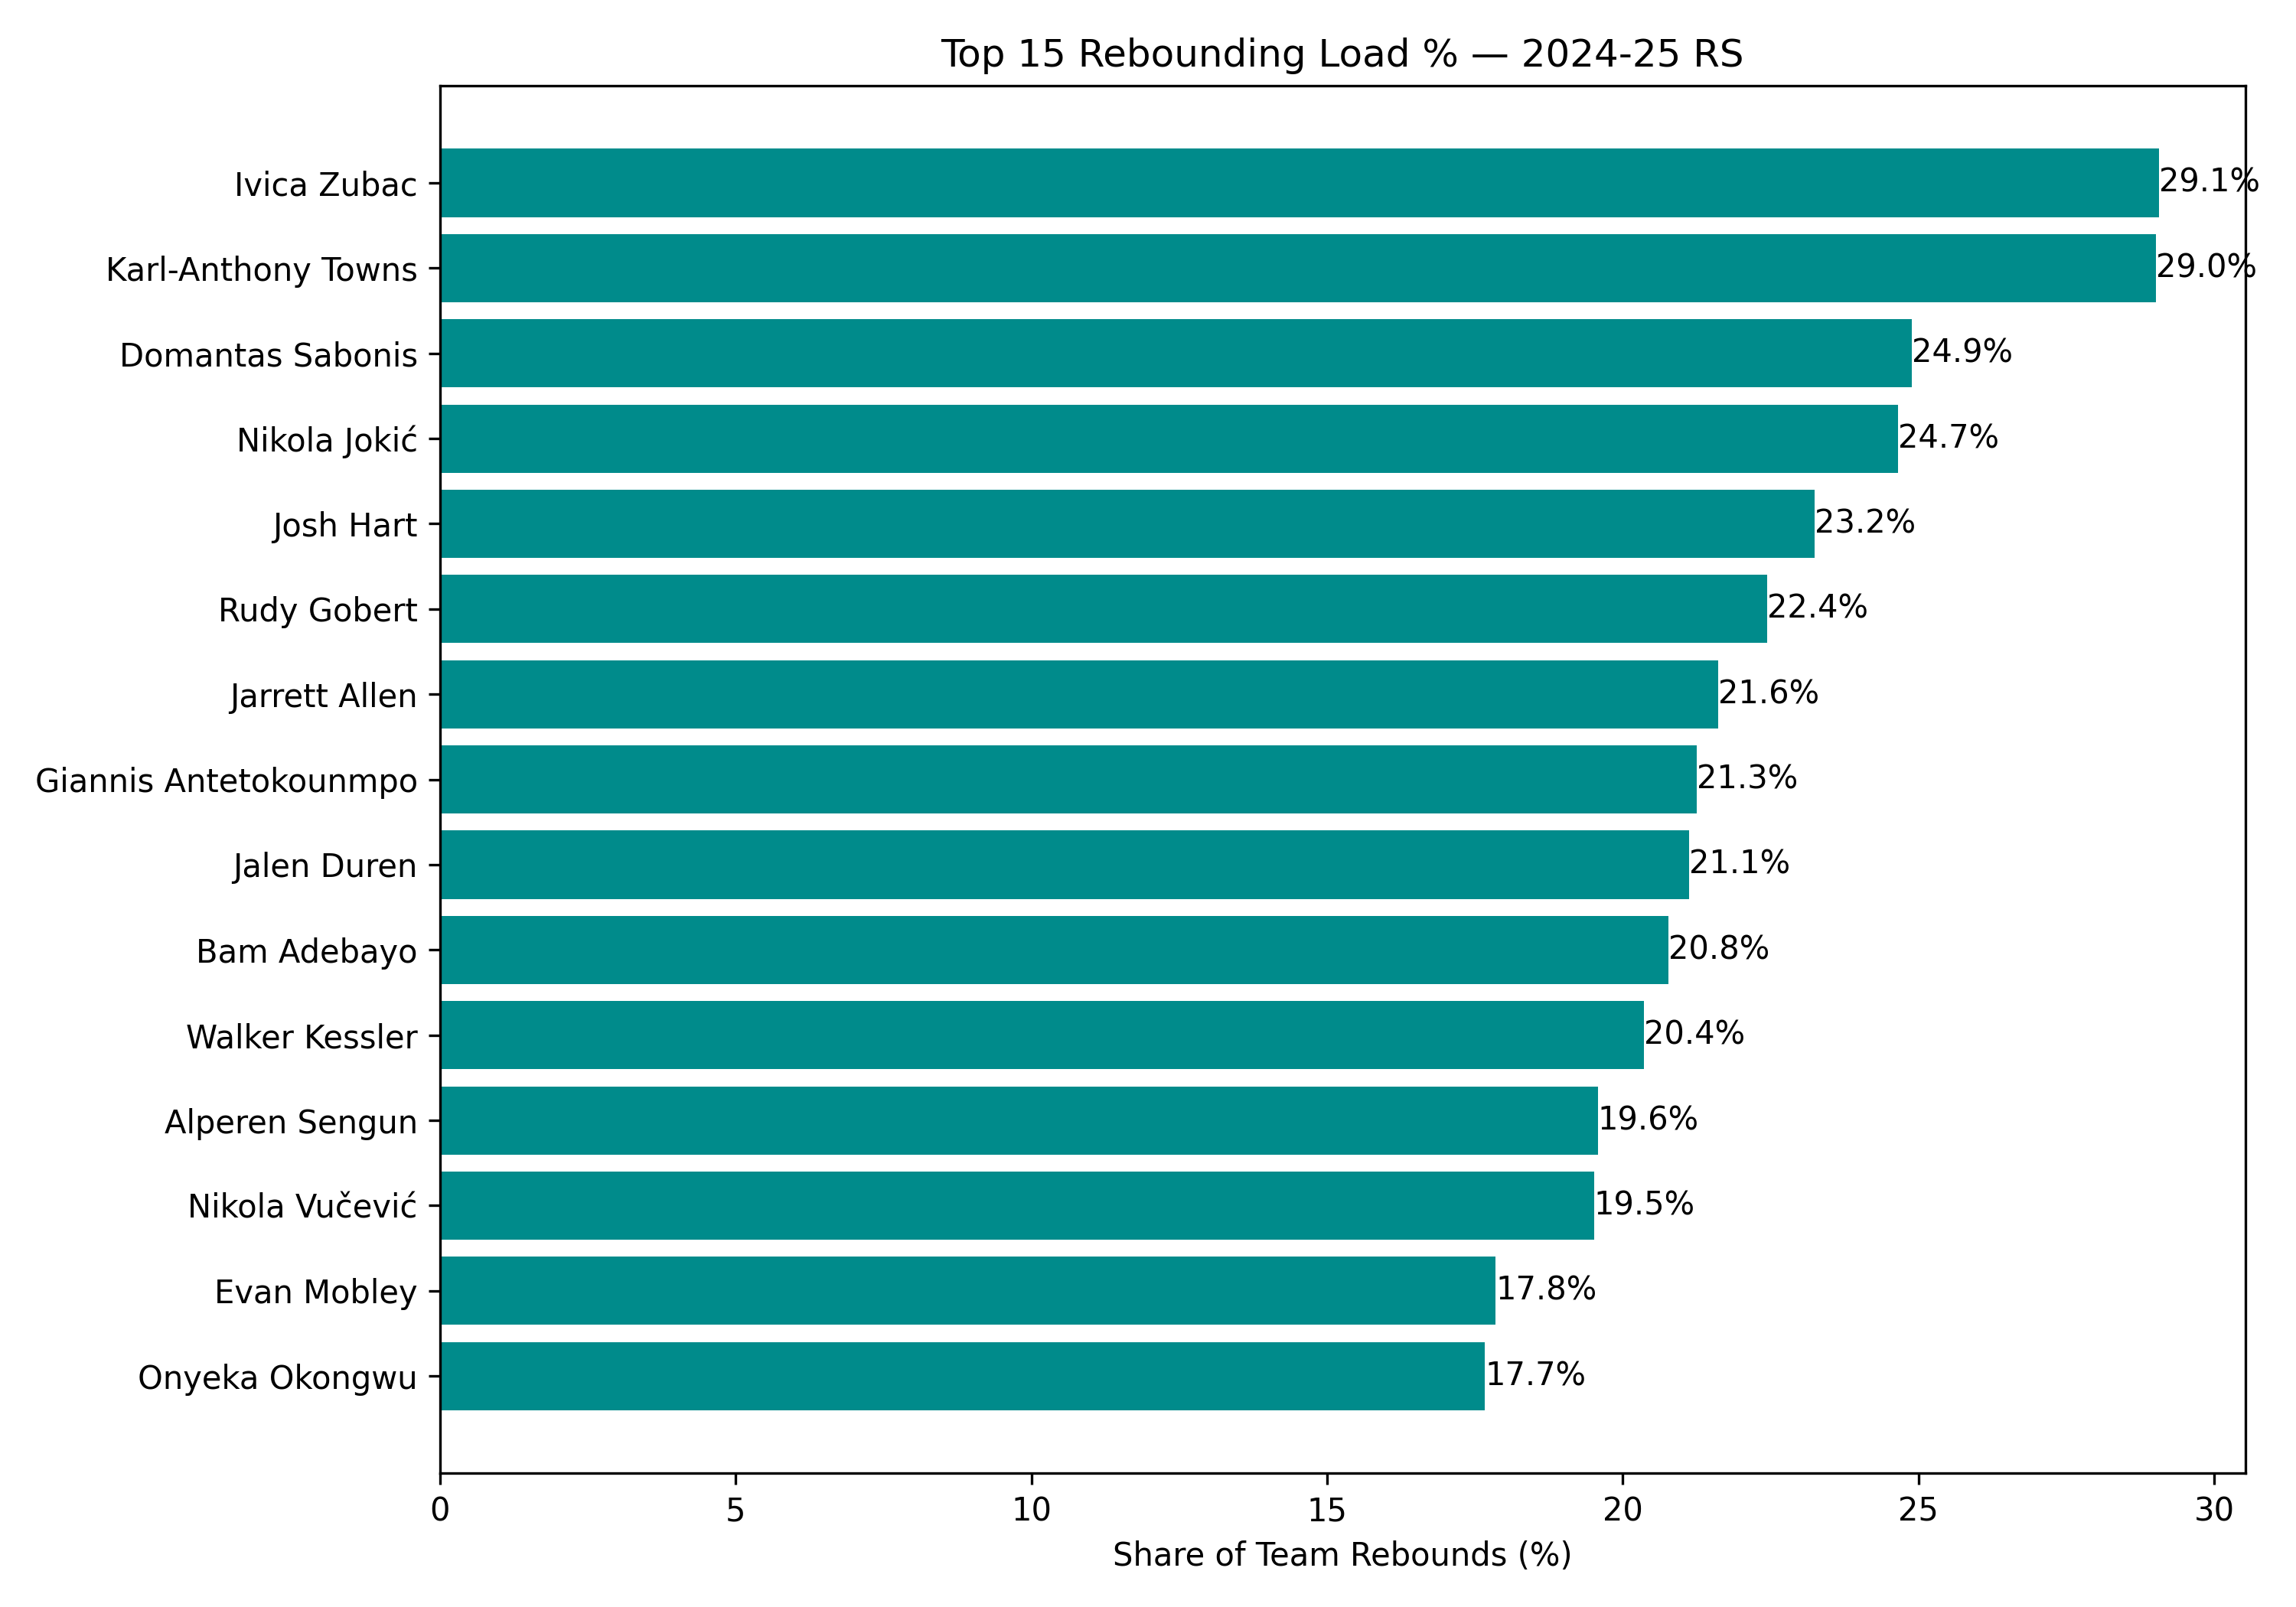 Top 15 Rebounding Load % — 2024-25 RS
Ivica Zubac 29.1%
Karl-Anthony Towns 29.0%
Domantas Sabonis 24.9%
Nikola Jokić 24.7%
Josh Hart 23.2%
Rudy Gobert 22.4%
Jarrett Allen 21.6%
Giannis Antetokounmpo 21.3%
Jalen Duren 21.1%
Bam Adebayo 20.8%
Walker Kessler 20.4%
Alperen Sengun 19.6%
Nikola Vučević 19.5%
Evan Mobley 17.8%
Onyeka Okongwu 17.7%
0 5 10 15 20 25 30
Share of Team Rebounds (%)